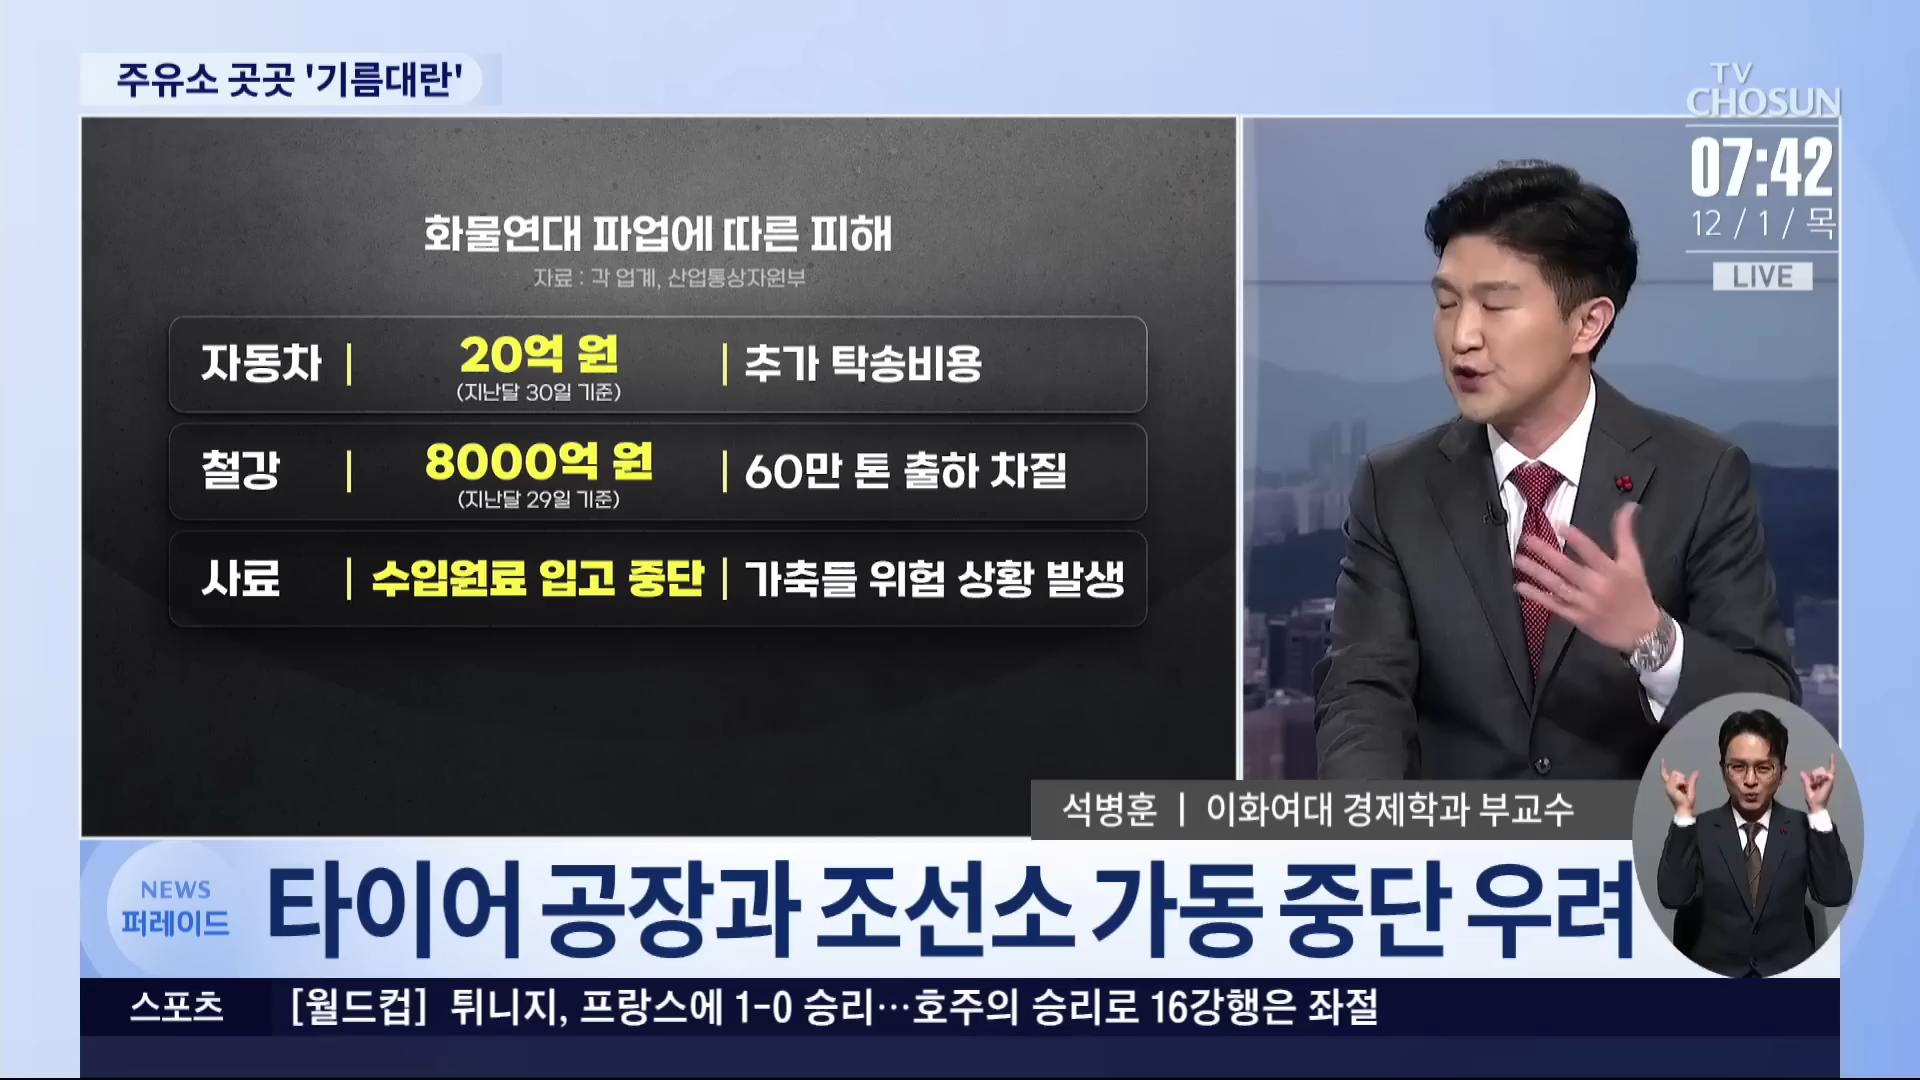 주유소 곳곳 '기름대란'
TV
CHOSUN
07:42
12 / 1 / 목
LIVE
화물연대 파업에 따른 피해
자료 : 각 업계, 산업통상자원부
자동차 | 20억 원 | 추가 탁송비용
(지난달 30일 기준)
철강 | 8000억 원 | 60만 톤 출하 차질
(지난달 29일 기준)
사료 | 수입원료 입고 중단 | 가축들 위험 상황 발생
석병훈 | 이화여대 경제학과 부교수
NEWS
퍼레이드
타이어 공장과 조선소 가동 중단 우려
스포츠 [월드컵] 튀니지, 프랑스에 1-0 승리…호주의 승리로 16강행은 좌절